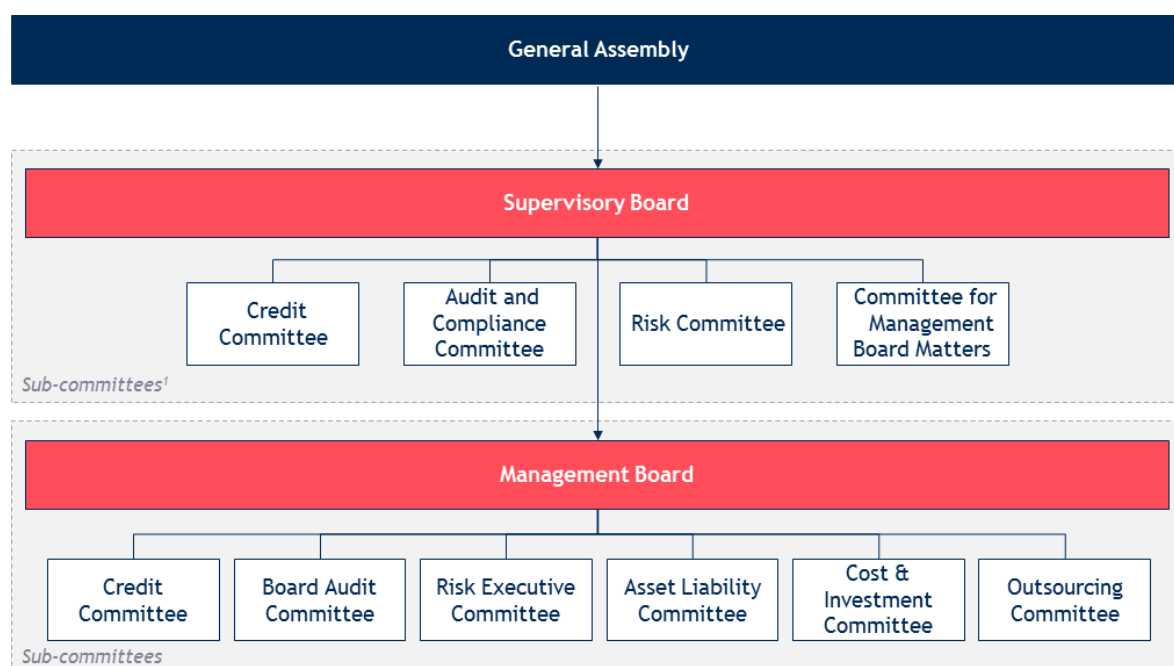 General Assembly
Supervisory Board
Credit
Committee
Audit and
Compliance
Committee
Risk Committee
Committee for
Management
Board Matters
Sub-committees¹
Management Board
Credit
Committee
Board Audit
Committee
Risk Executive
Committee
Asset Liability
Committee
Cost &
Investment
Committee
Outsourcing
Committee
Sub-committees